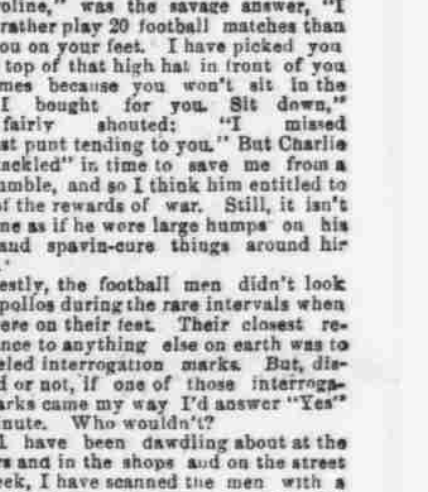 oline," was the savage answer, "I
rather play 20 football matches than
ou on your feet. I have picked you
top of that high hat in front of you
mes because you won't sit in the
I bought for you. Sit down,"
fairly shouted: "I missed
st punt tending to you." But Charlie
ackled" in time to save me from a
umble, and so I think him entitled to
f the rewards of war. Still, it isn't
ne as if he wore large humps on his
and spavin-cure things around hir
.'
estly, the football men didn't look
pollos during the rare intervals when
ere on their feet. Their closest re-
nce to anything else on earth was to
eled interrogation marks. But, dis-
d or not, if one of those interroga-
arks came my way I'd answer "Yes"
nute. Who wouldn't?
I have been dawdling about at the
rs and in the shops and on the street
eek, I have scanned the men with a